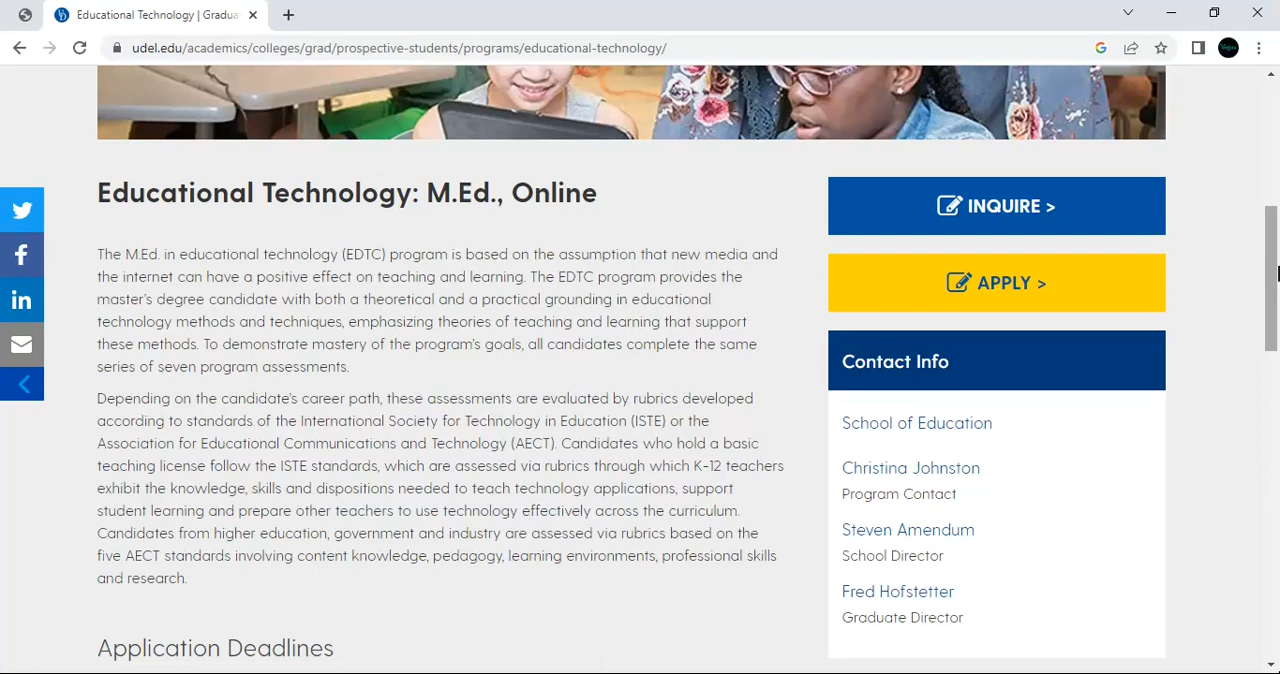 Educational Technology | Gradua
udel.edu/academics/colleges/grad/prospective-students/programs/educational-technology/
Educational Technology: M.Ed., Online
The M.Ed. in educational technology (EDTC) program is based on the assumption that new media and
the internet can have a positive effect on teaching and learning. The EDTC program provides the
master's degree candidate with both a theoretical and a practical grounding in educational
technology methods and techniques, emphasizing theories of teaching and learning that support
these methods. To demonstrate mastery of the program's goals, all candidates complete the same
series of seven program assessments.
Depending on the candidate's career path, these assessments are evaluated by rubrics developed
according to standards of the International Society for Technology in Education (ISTE) or the
Association for Educational Communications and Technology (AECT). Candidates who hold a basic
teaching license follow the ISTE standards, which are assessed via rubrics through which K-12 teachers
exhibit the knowledge, skills and dispositions needed to teach technology applications, support
student learning and prepare other teachers to use technology effectively across the curriculum.
Candidates from higher education, government and industry are assessed via rubrics based on the
five AECT standards involving content knowledge, pedagogy, learning environments, professional skills
and research.
Application Deadlines
INQUIRE >
APPLY >
Contact Info
School of Education
Christina Johnston
Program Contact
Steven Amendum
School Director
Fred Hofstetter
Graduate Director